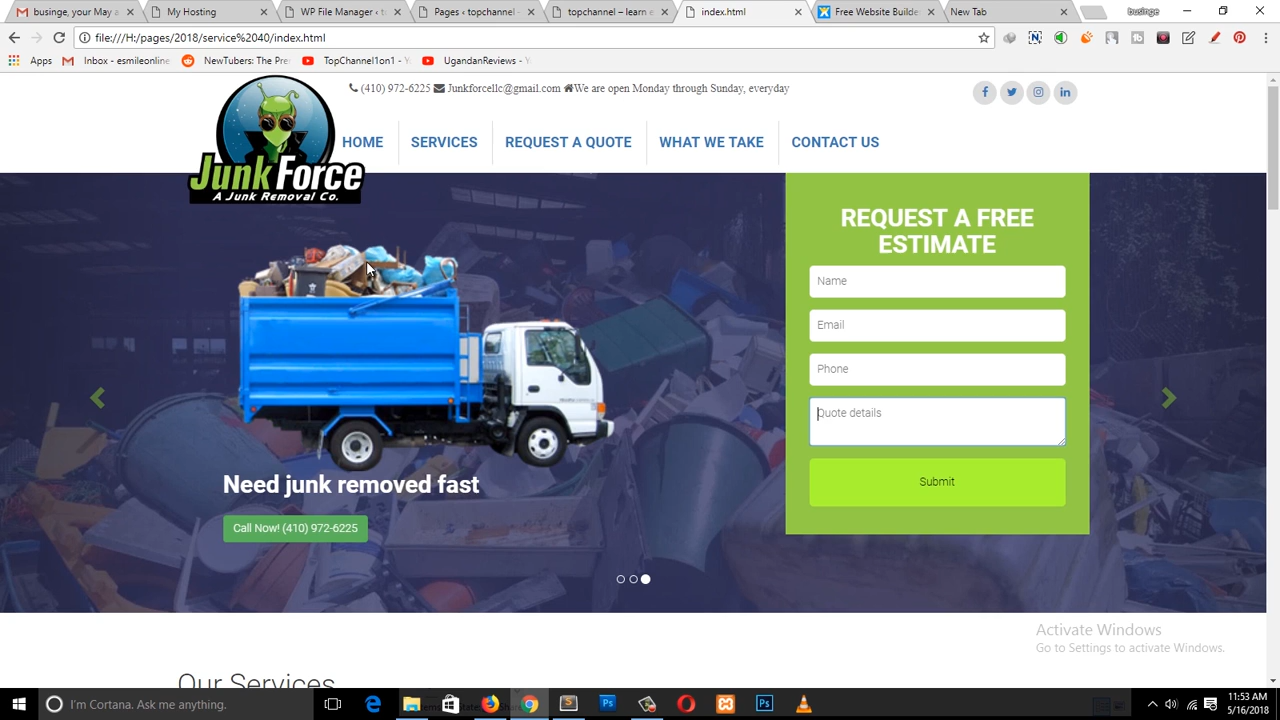 businge, your May a
My Hosting
WP File Manager ‹ t
Pages ‹ topchannel -
topchannel – learn e
index.html
Free Website Builde
New Tab
businge
file:///H:/pages/2018/service%2040/index.html
Apps
Inbox - esmileonline
NewTubers: The Pre
TopChannel1on1 - Y
UgandanReviews - Y
(410) 972-6225 Junkforcellc@gmail.com We are open Monday through Sunday, everyday
Junk Force
A Junk Removal Co.
HOME
SERVICES
REQUEST A QUOTE
WHAT WE TAKE
CONTACT US
REQUEST A FREE
ESTIMATE
Name
Email
Phone
Quote details
Submit
Need junk removed fast
Call Now! (410) 972-6225
Our Services
Activate Windows
Go to Settings to activate Windows.
I'm Cortana. Ask me anything.
11:53 AM
5/16/2018